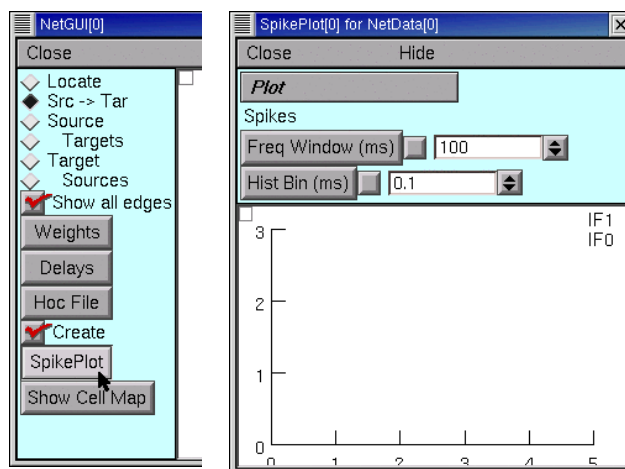 NetGUI[0]
Close
Locate
Src -> Tar
Source
Targets
Target
Sources
Show all edges
Weights
Delays
Hoc File
Create
SpikePlot
Show Cell Map
SpikePlot[0] for NetData[0]
Close Hide
Plot
Spikes
Freq Window (ms) 100
Hist Bin (ms) 0.1
IF1
IF0
3
2
1
0
0 1 2 3 4 5